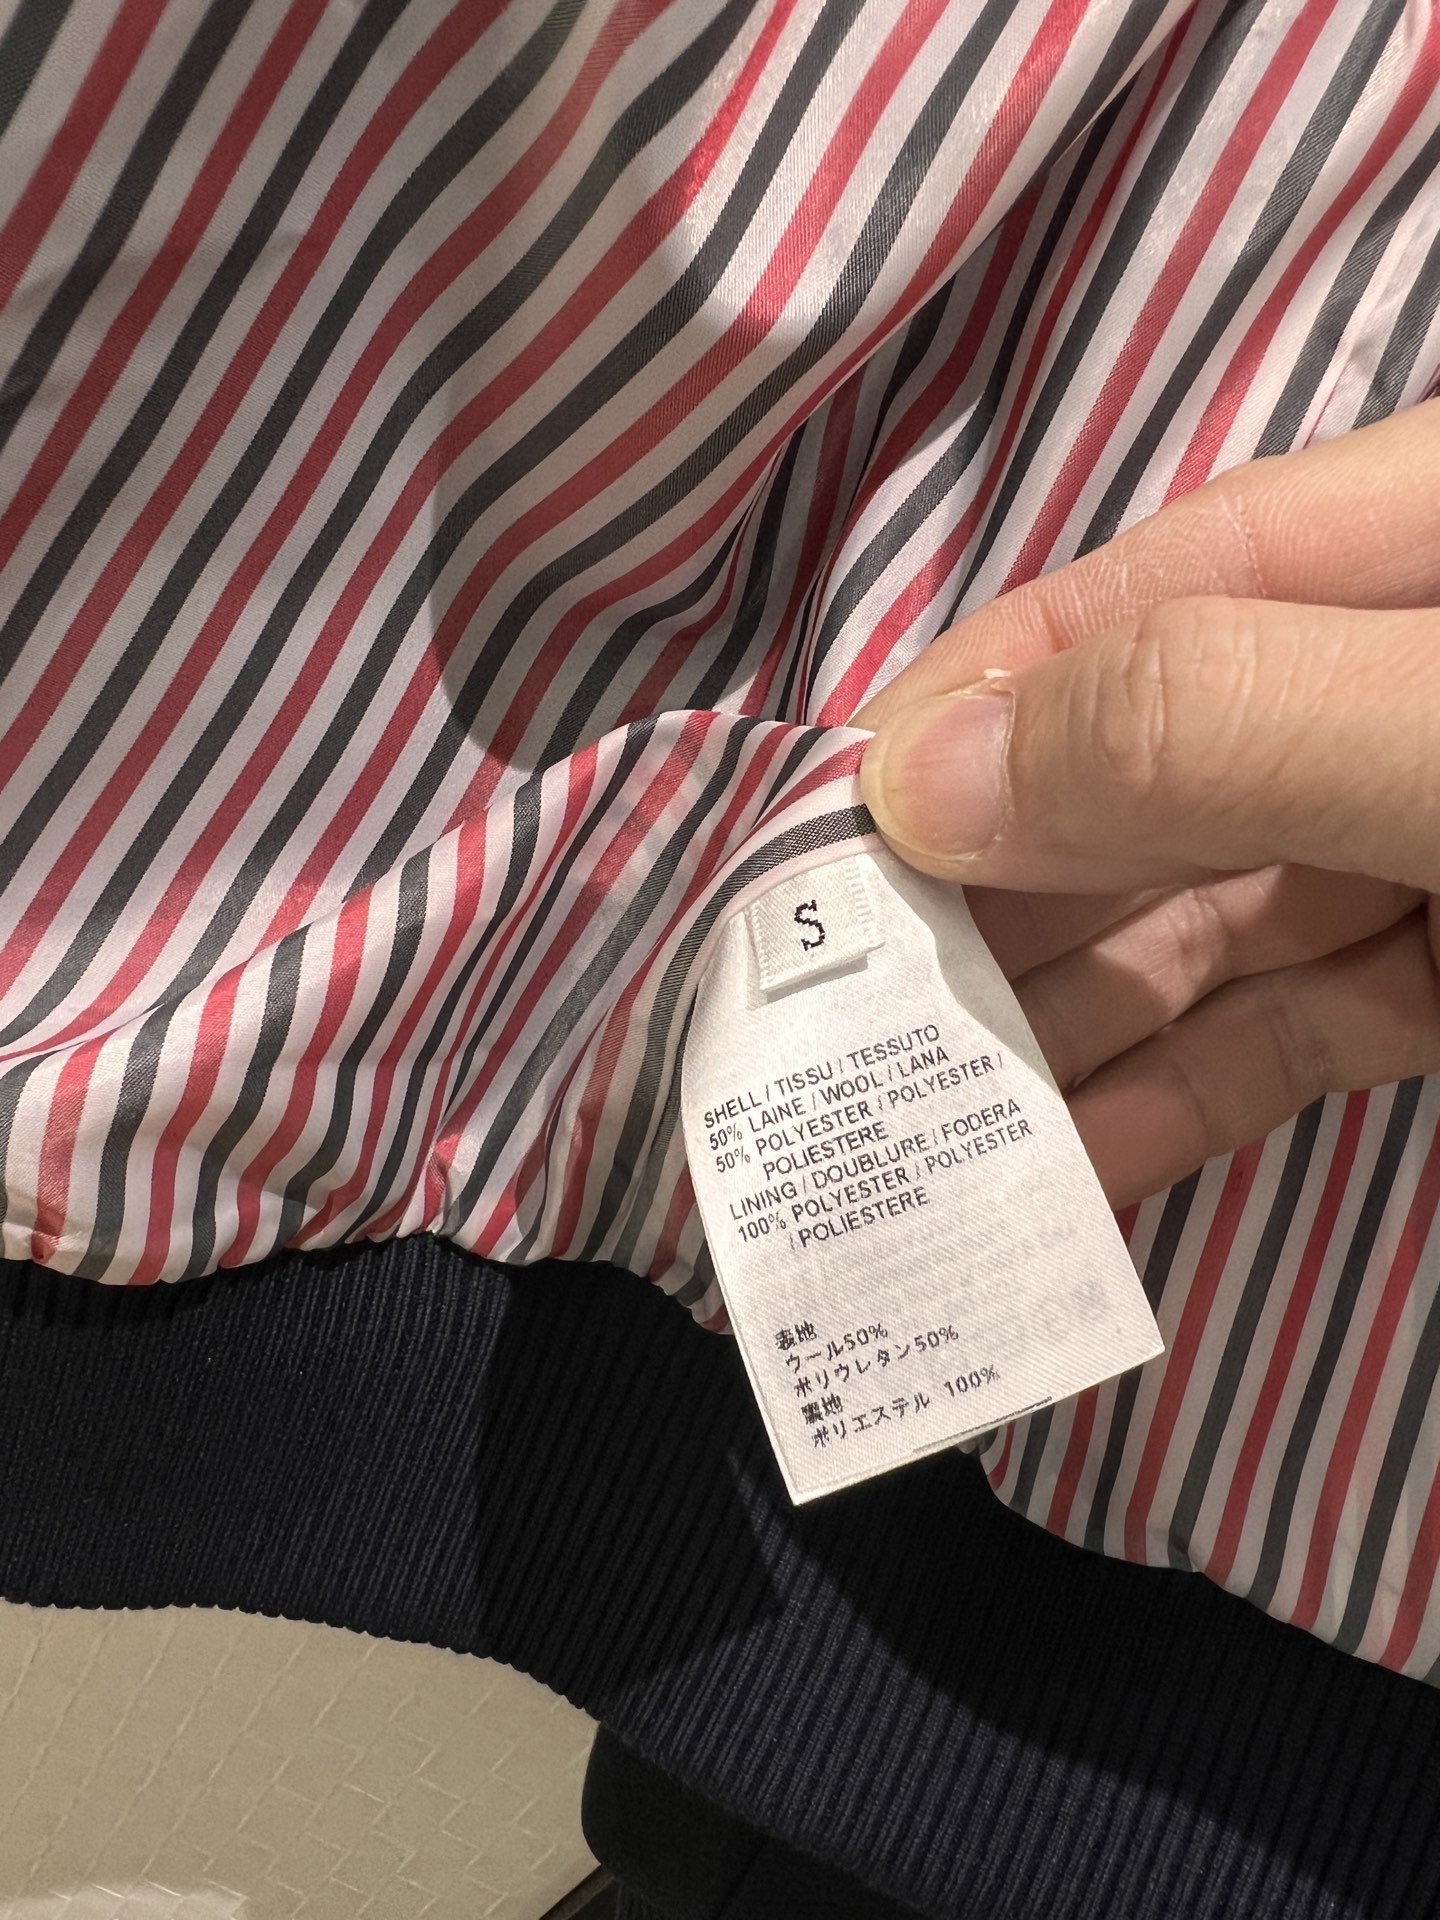 S
SHELL / TISSU / TESSUTO
50% LAINE / WOOL / LANA
50% POLYESTER / POLYESTER /
POLIESTERE
LINING / DOUBLURE / FODERA
100% POLYESTER / POLYESTER
/ POLIESTERE
表地
ウール50%
ポリウレタン50%
裏地
ポリエステル 100%